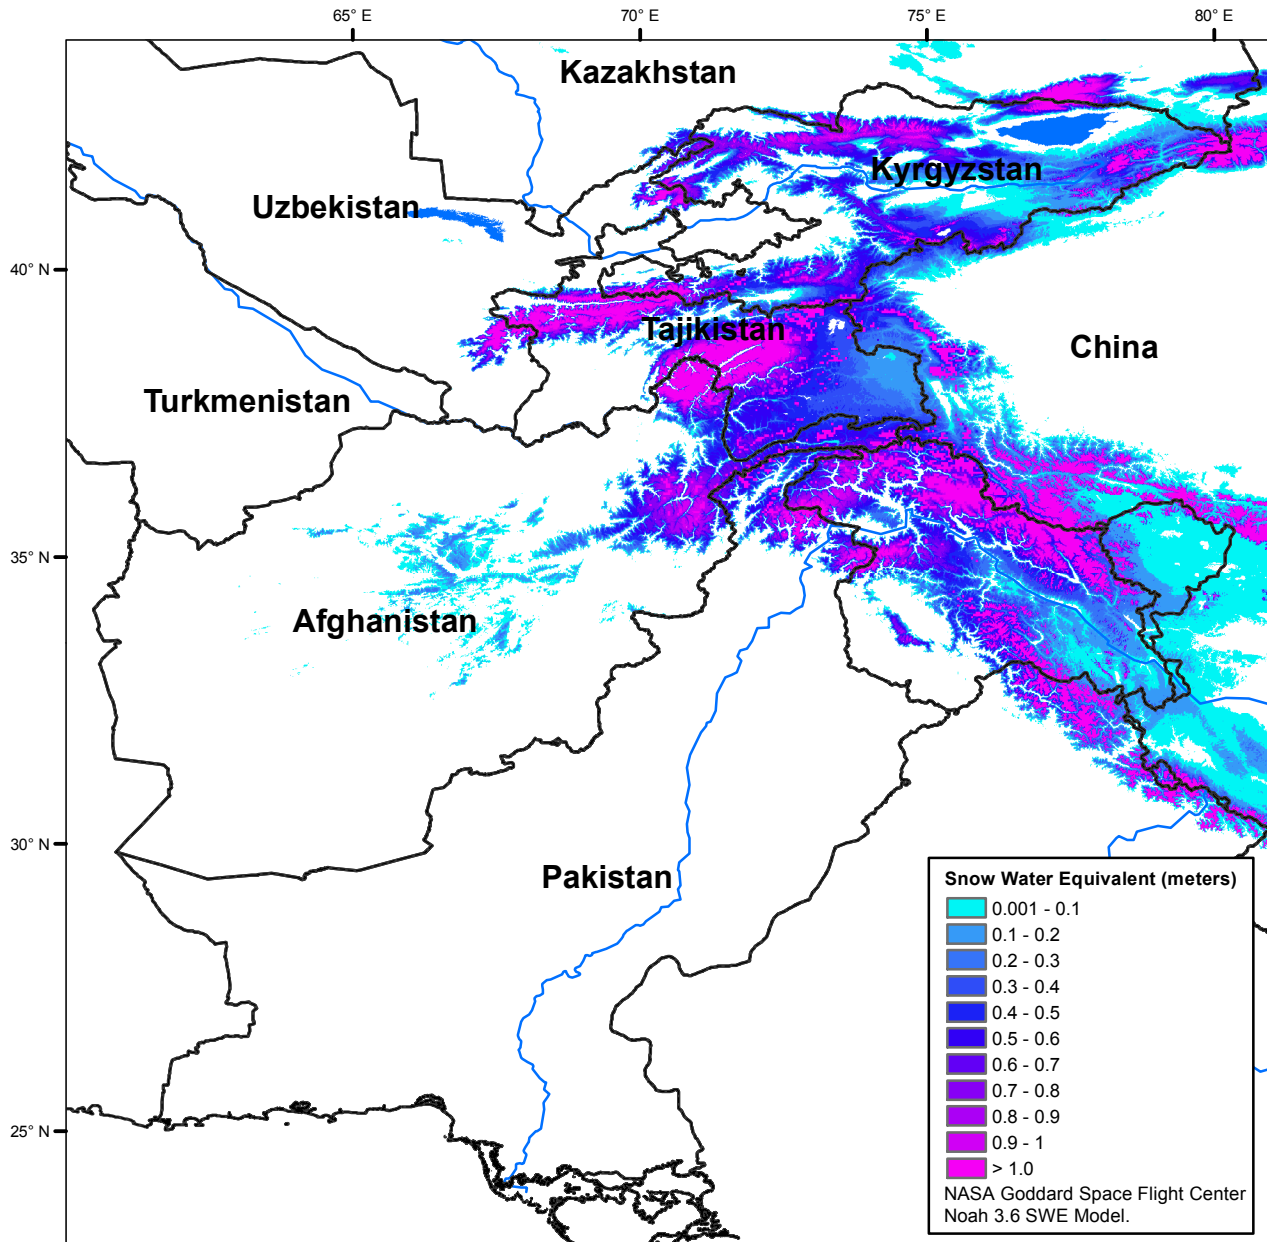 65° E
70° E
75° E
80° E
Kazakhstan
Kyrgyzstan
Uzbekistan
40° N
Tajikistan
China
Turkmenistan
35° N
Afghanistan
30° N
Pakistan
25° N
Snow Water Equivalent (meters)
0.001 - 0.1
0.1 - 0.2
0.2 - 0.3
0.3 - 0.4
0.4 - 0.5
0.5 - 0.6
0.6 - 0.7
0.7 - 0.8
0.8 - 0.9
0.9 - 1
> 1.0
NASA Goddard Space Flight Center
Noah 3.6 SWE Model.